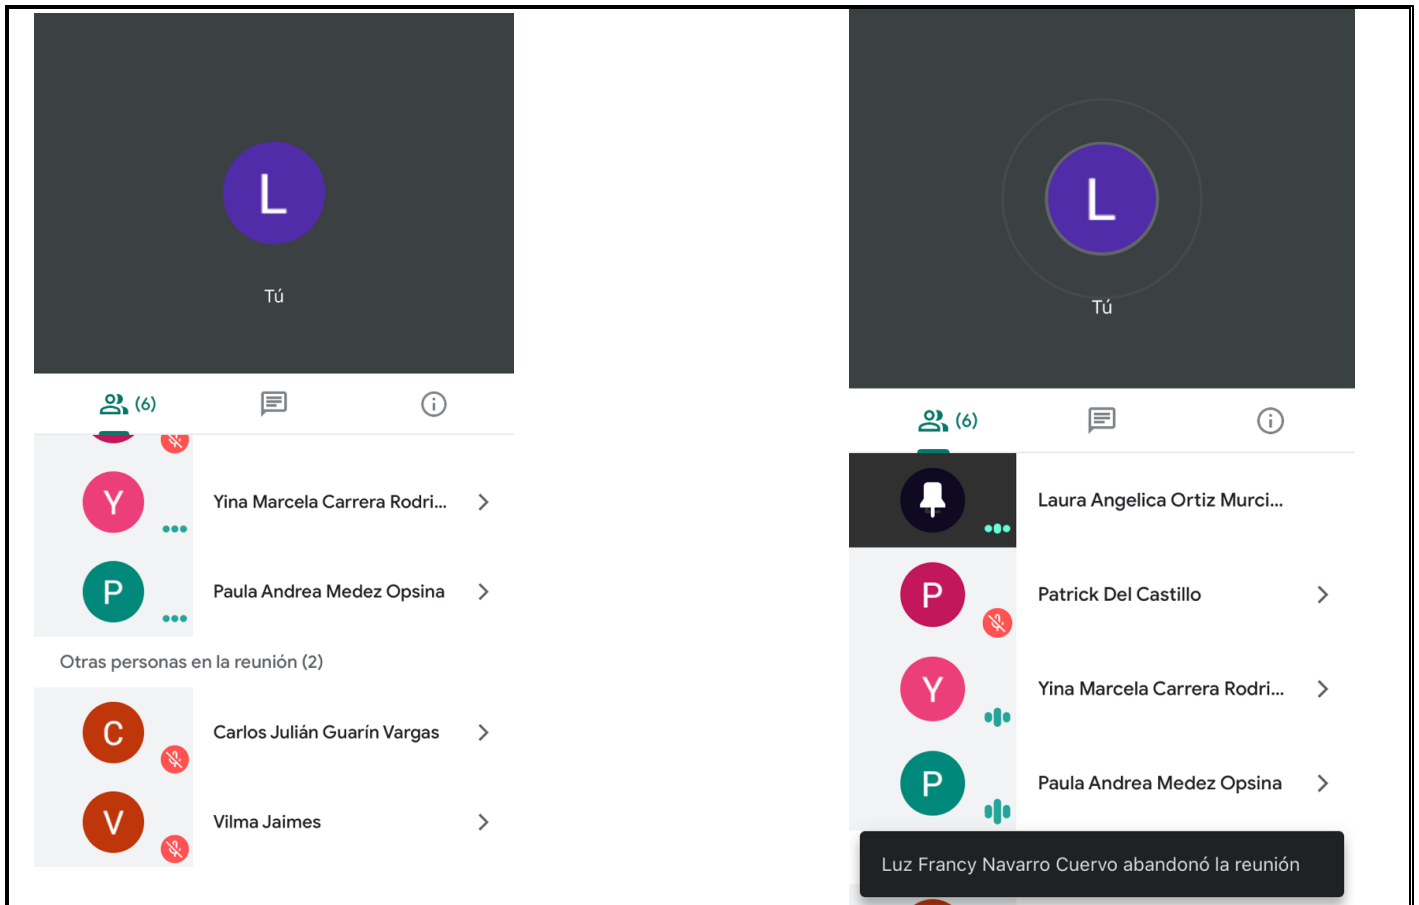 L
Tú
(6)
Y
Yina Marcela Carrera Rodri...
P
Paula Andrea Medez Opsina
Otras personas en la reunión (2)
C
Carlos Julián Guarín Vargas
V
Vilma Jaimes
L
Tú
(6)
Laura Angelica Ortiz Murci...
P
Patrick Del Castillo
Y
Yina Marcela Carrera Rodri...
P
Paula Andrea Medez Opsina
Luz Francy Navarro Cuervo abandonó la reunión